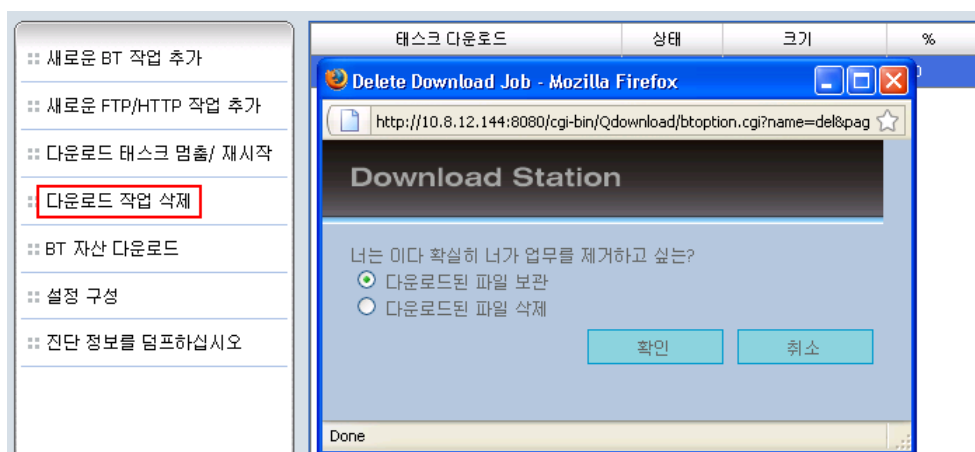 새로운 BT 작업 추가
새로운 FTP/HTTP 작업 추가
다운로드 태스크 멈춤/ 재시작
다운로드 작업 삭제
BT 자산 다운로드
설정 구성
진단 정보를 덤프하십시오
태스크 다운로드 상태 크기 %
Delete Download Job - Mozilla Firefox
http://10.8.12.144:8080/cgi-bin/Qdownload/btoption.cgi?name=del&pag
Download Station
너는 이다 확실히 너가 업무를 제거하고 싶는?
다운로드된 파일 보관
다운로드된 파일 삭제
확인 취소
Done